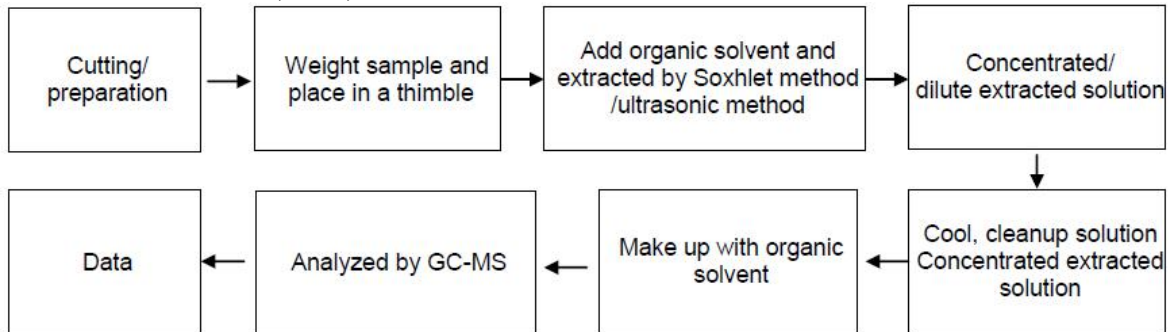 Cutting/
preparation
Weight sample and
place in a thimble
Add organic solvent and
extracted by Soxhlet method
/ultrasonic method
Concentrated/
dilute extracted solution
Cool, cleanup solution
Concentrated extracted
solution
Make up with organic
solvent
Analyzed by GC-MS
Data